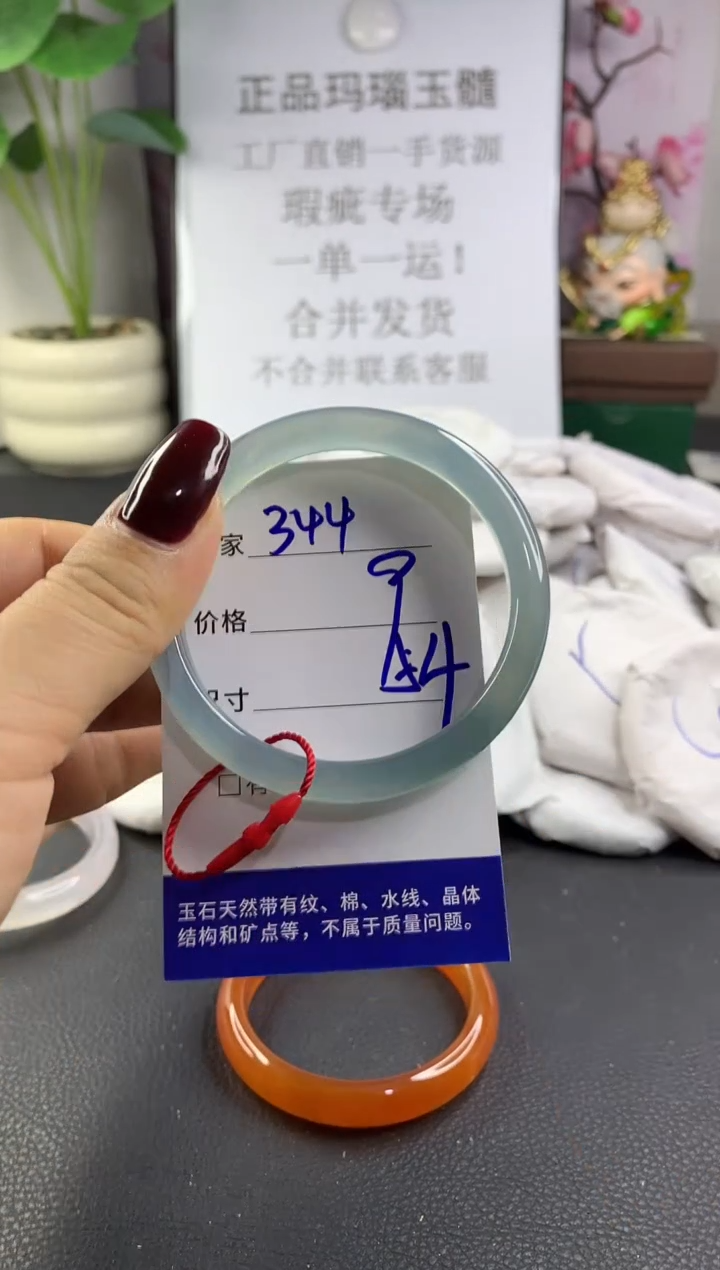 正品玛瑙玉髓
工厂直销一手货源
瑕疵专场
一单一运！
合并发货
不合并联系客服
家 344
价格
寸
□有
玉石天然带有纹、棉、水线、晶体
结构和矿点等，不属于质量问题。